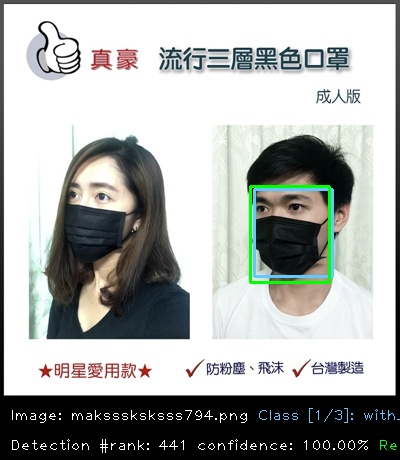 真豪 流行三層黑色口罩
成人版
★明星愛用款★ ✓防粉塵、飛沫 ✓台灣製造
Image: maksssksksss794.png Class [1/3]: with_
Detection #rank: 441 confidence: 100.00% Re